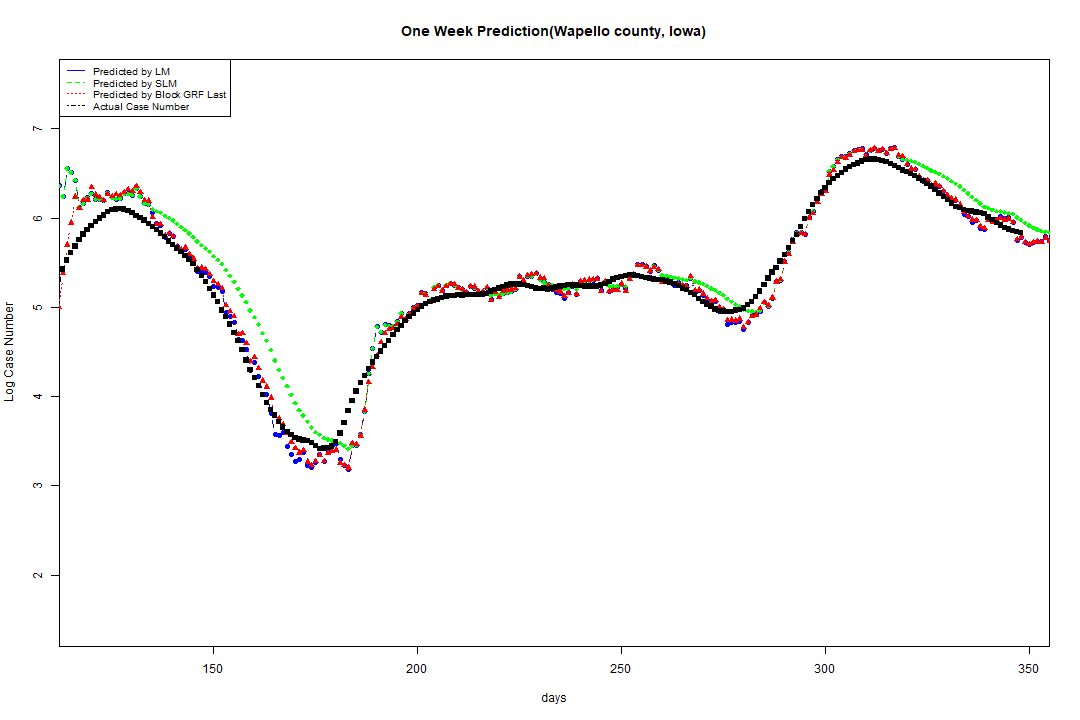 One Week Prediction(Wapello county, Iowa)
Predicted by LM
Predicted by SLM
Predicted by Block GRF Last
Actual Case Number
7
6
5
4
3
2
Log Case Number
150 200 250 300 350
days